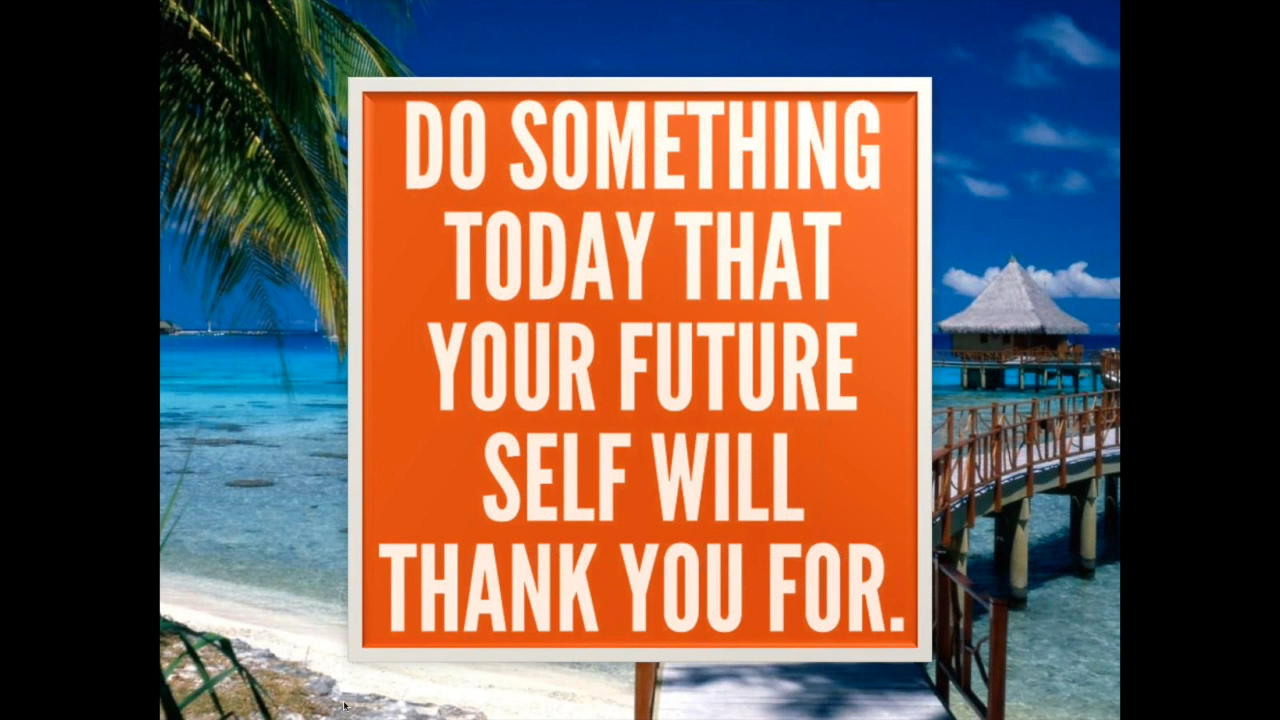 DO SOMETHING
TODAY THAT
YOUR FUTURE
SELF WILL
THANK YOU FOR.